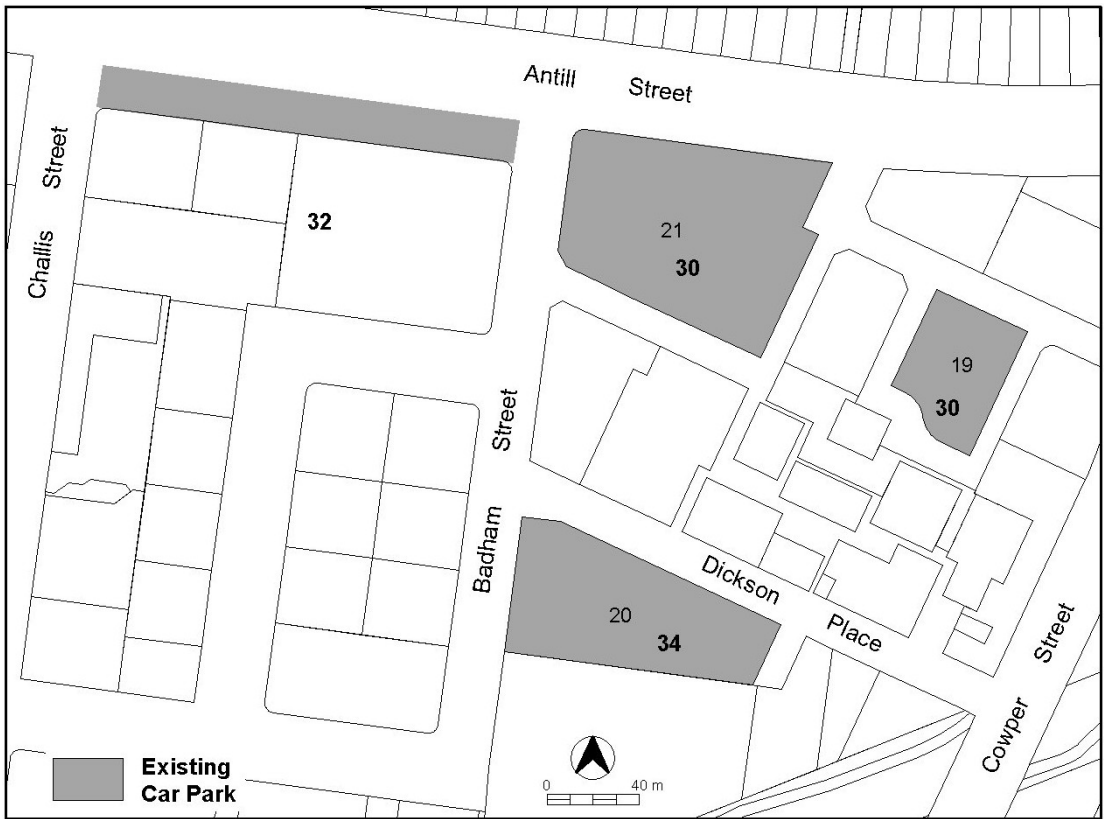 Antill Street
Challis Street
32
21
30
19
30
Badham Street
20
34
Dickson Place
Cowper Street
Existing
Car Park
0 40 m